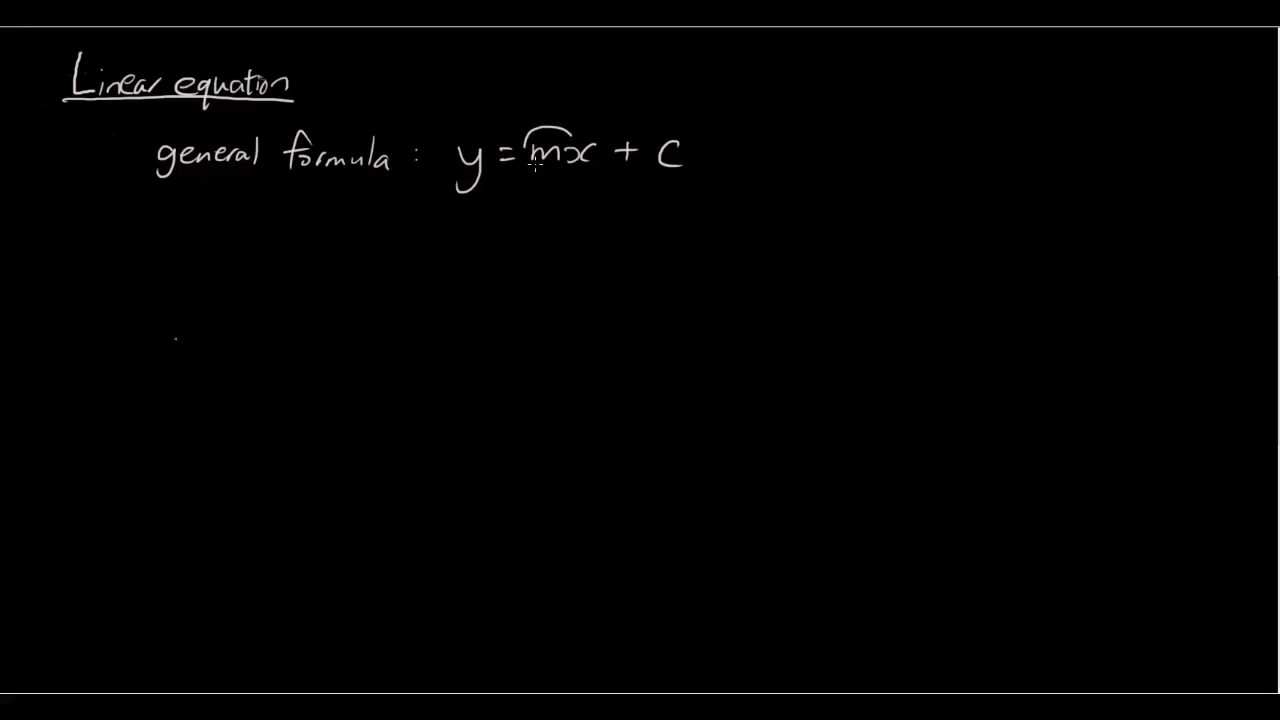 Linear equation
general formula : y = mx + c